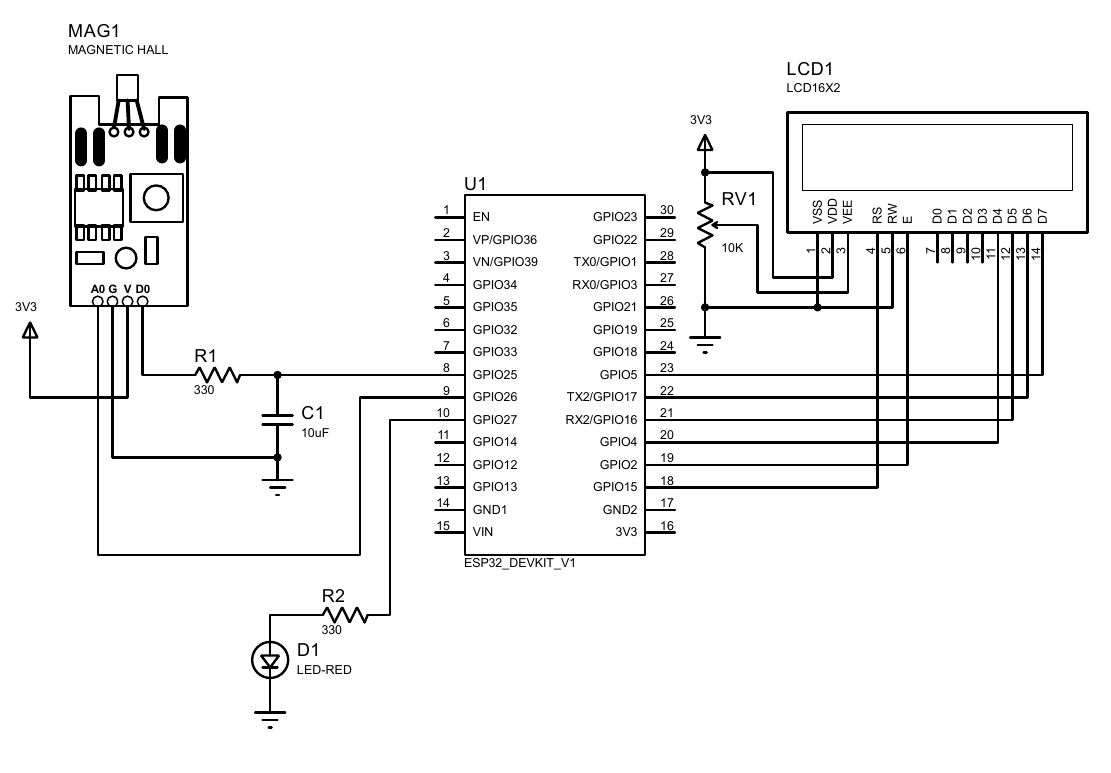 MAG1
MAGNETIC HALL
A0 G V D0
3V3
R1
330
C1
10uF
R2
330
D1
LED-RED
U1
1 EN
2 VP/GPIO36
3 VN/GPIO39
4 GPIO34
5 GPIO35
6 GPIO32
7 GPIO33
8 GPIO25
9 GPIO26
10 GPIO27
11 GPIO14
12 GPIO12
13 GPIO13
14 GND1
15 VIN
GPIO23 30
GPIO22 29
TX0/GPIO1 28
RX0/GPIO3 27
GPIO21 26
GPIO19 25
GPIO18 24
GPIO5 23
TX2/GPIO17 22
RX2/GPIO16 21
GPIO4 20
GPIO2 19
GPIO15 18
GND2 17
3V3 16
ESP32_DEVKIT_V1
3V3
RV1
10K
LCD1
LCD16X2
VSS VDD VEE RS RW E D0 D1 D2 D3 D4 D5 D6 D7
1 2 3 4 5 6 7 8 9 10 11 12 13 14